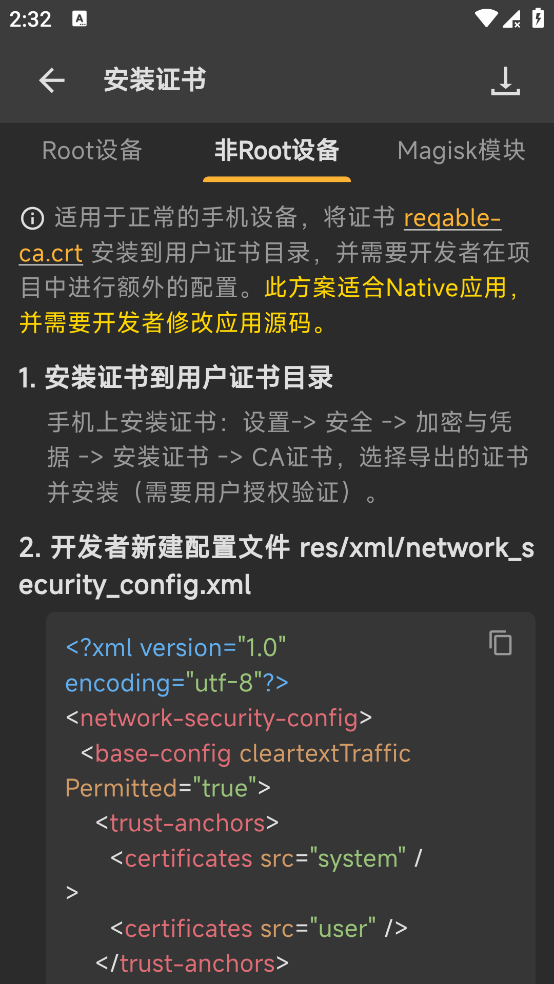 2:32 A
安装证书
Root设备 非Root设备 Magisk模块
适用于正常的手机设备，将证书 reqable-
ca.crt 安装到用户证书目录，并需要开发者在项
目中进行额外的配置。此方案适合Native应用，
并需要开发者修改应用源码。
1. 安装证书到用户证书目录
手机上安装证书：设置-> 安全 -> 加密与凭
据 -> 安装证书 -> CA证书，选择导出的证书
并安装（需要用户授权验证）。
2. 开发者新建配置文件 res/xml/network_s
ecurity_config.xml
<?xml version="1.0"
encoding="utf-8"?>
<network-security-config>
<base-config cleartextTraffic
Permitted="true">
<trust-anchors>
<certificates src="system" /
>
<certificates src="user" />
</trust-anchors>